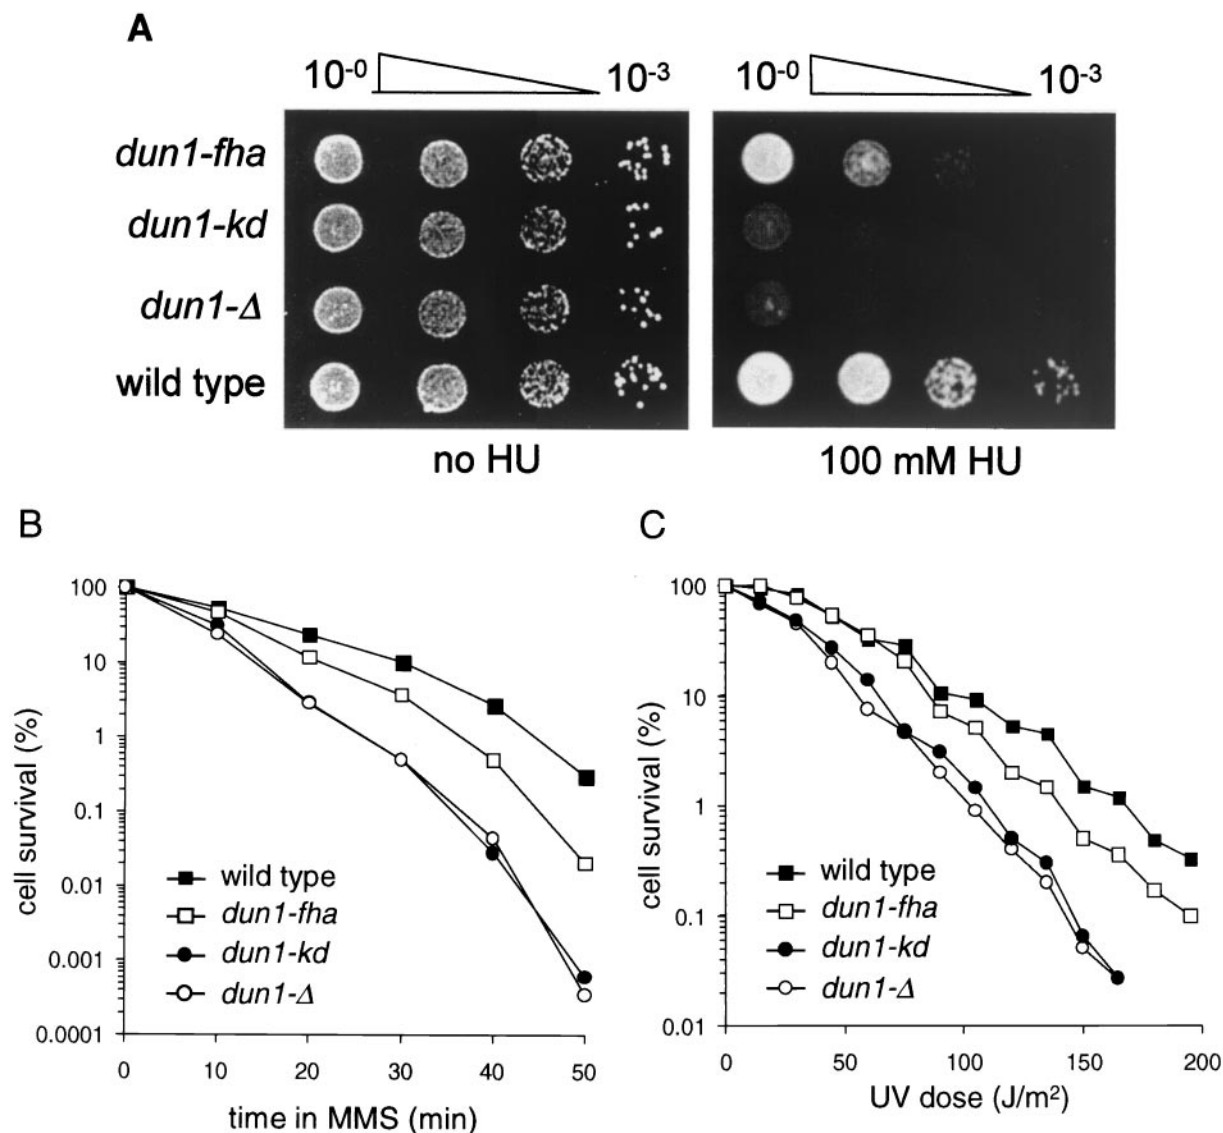 A
10⁻⁰ 10⁻³ 10⁻⁰ 10⁻³
dun1-fha
dun1-kd
dun1-Δ
wild type
no HU 100 mM HU
B
100
10
1
0.1
0.01
0.001
0.0001
cell survival (%)
wild type
dun1-fha
dun1-kd
dun1-Δ
0 10 20 30 40 50
time in MMS (min)
C
100
10
1
0.1
0.01
cell survival (%)
wild type
dun1-fha
dun1-kd
dun1-Δ
0 50 100 150 200
UV dose (J/m²)